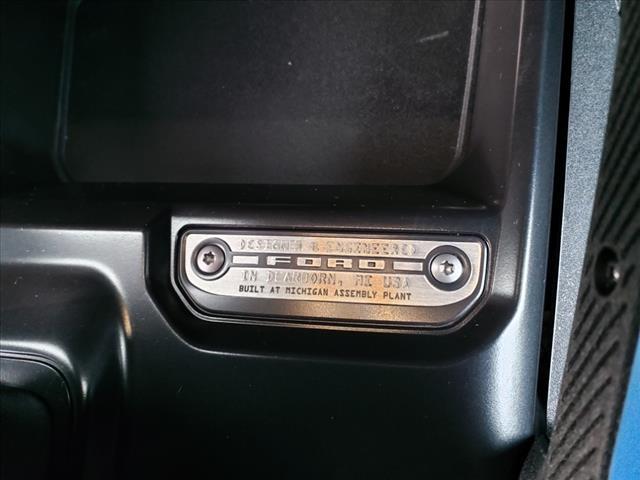 DESIGNED & ENGINEERED
FORD
IN DEARBORN, MI USA
BUILT AT MICHIGAN ASSEMBLY PLANT